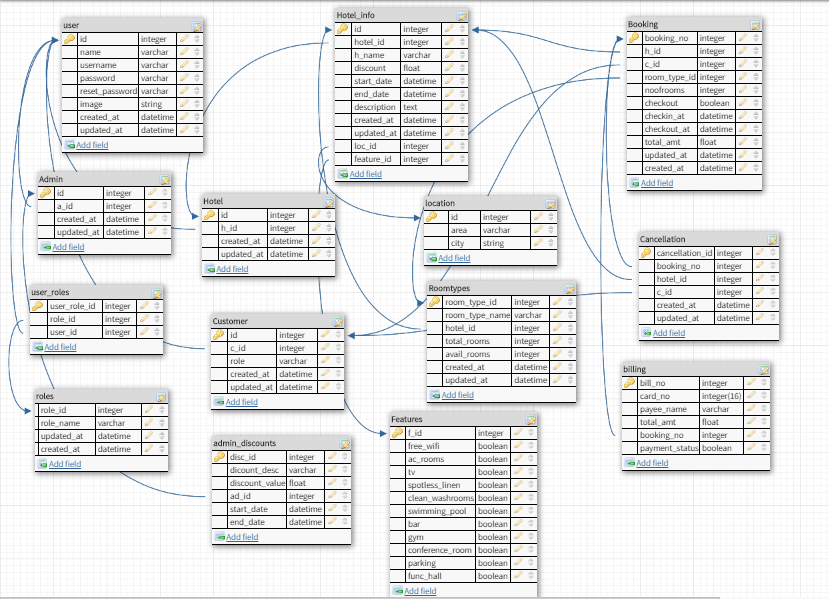 user
id integer
name varchar
username varchar
password varchar
reset_password varchar
image string
created_at datetime
updated_at datetime
Add field
Hotel_info
id integer
hotel_id integer
h_name varchar
discount float
start_date datetime
end_date datetime
description text
created_at datetime
updated_at datetime
loc_id integer
feature_id integer
Add field
Booking
booking_no integer
h_id integer
c_id integer
room_type_id integer
noofrooms integer
checkout boolean
checkin_at datetime
checkout_at datetime
total_amt float
updated_at datetime
created_at datetime
Add field
Admin
id integer
a_id integer
created_at datetime
updated_at datetime
Add field
Hotel
id integer
h_id integer
created_at datetime
updated_at datetime
Add field
location
id integer
area varchar
city string
Add field
Cancellation
cancellation_id integer
booking_no integer
hotel_id integer
c_id integer
created_at datetime
updated_at datetime
Add field
user_roles
user_role_id integer
role_id integer
user_id integer
Add field
Customer
id integer
c_id integer
role varchar
created_at datetime
updated_at datetime
Add field
Roomtypes
room_type_id integer
room_type_name varchar
hotel_id integer
total_rooms integer
avail_rooms integer
created_at datetime
updated_at datetime
Add field
billing
bill_no integer
card_no integer(16)
payee_name varchar
total_amt float
booking_no integer
payment_status boolean
Add field
roles
role_id integer
role_name varchar
updated_at datetime
created_at datetime
Add field
admin_discounts
disc_id integer
dicount_desc varchar
discount_value float
ad_id integer
start_date datetime
end_date datetime
Add field
Features
f_id integer
free_wifi boolean
ac_rooms boolean
tv boolean
spotless_linen boolean
clean_washrooms boolean
swimming_pool boolean
bar boolean
gym boolean
conference_room boolean
parking boolean
func_hall boolean
Add field